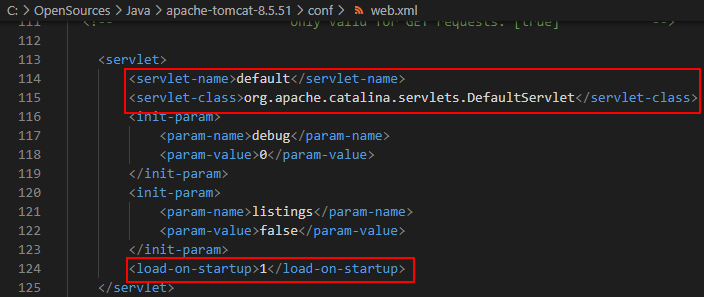 C: > OpenSources > Java > apache-tomcat-8.5.51 > conf > web.xml
111 <!-- only valid for GET requests. [true] -->
112
113 <servlet>
114 <servlet-name>default</servlet-name>
115 <servlet-class>org.apache.catalina.servlets.DefaultServlet</servlet-class>
116 <init-param>
117 <param-name>debug</param-name>
118 <param-value>0</param-value>
119 </init-param>
120 <init-param>
121 <param-name>listings</param-name>
122 <param-value>false</param-value>
123 </init-param>
124 <load-on-startup>1</load-on-startup>
125 </servlet>